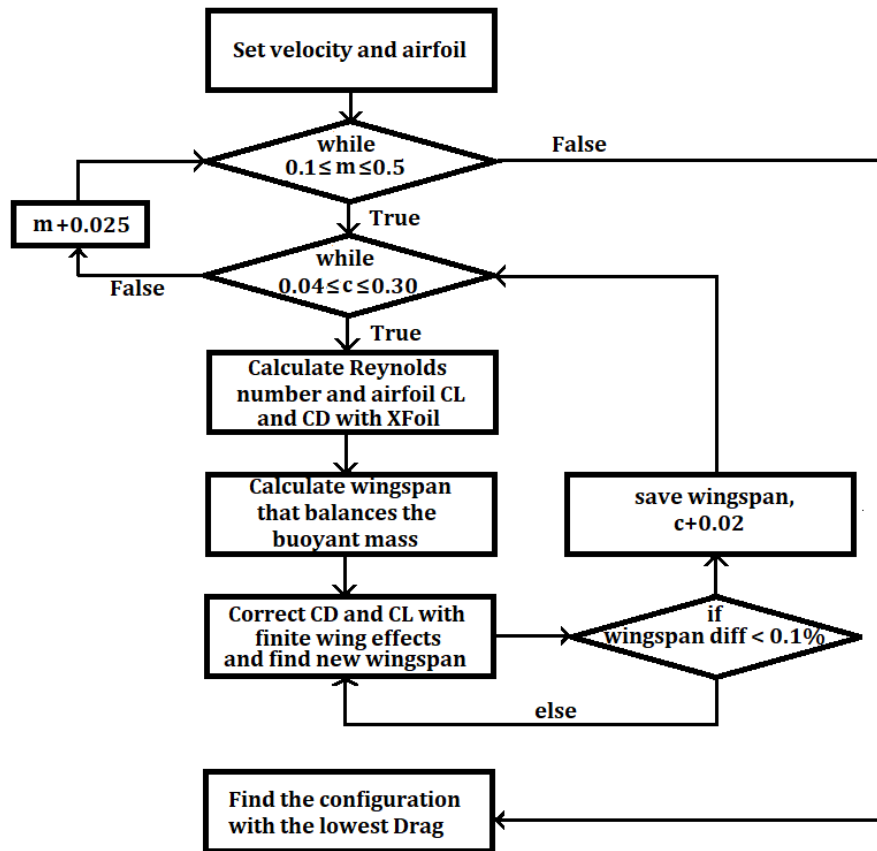 Set velocity and airfoil
while
0.1≤ m ≤0.5
False
m+0.025
True
while
0.04≤ c ≤0.30
False
True
Calculate Reynolds
number and airfoil CL
and CD with XFoil
Calculate wingspan
that balances the
buoyant mass
save wingspan,
c+0.02
Correct CD and CL with
finite wing effects
and find new wingspan
if
wingspan diff < 0.1%
else
Find the configuration
with the lowest Drag